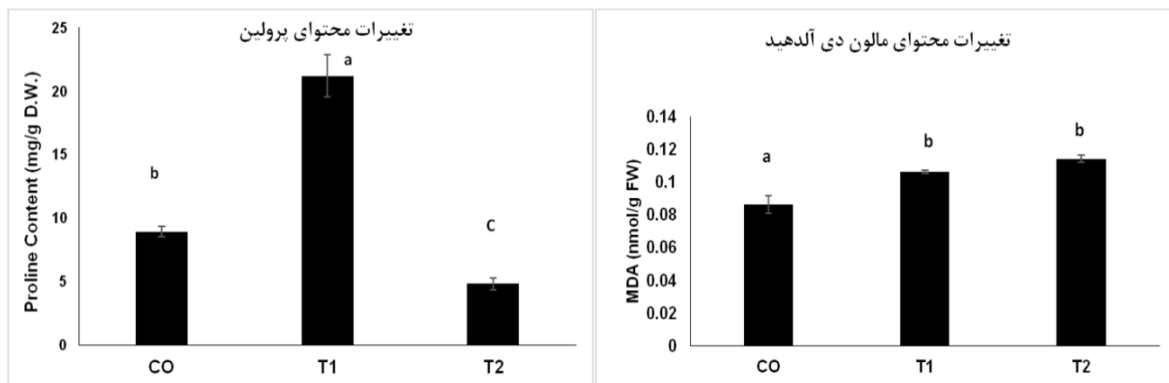 تغییرات محتوای پرولین
Proline Content (mg/g D.W.)
25
20
15
10
5
0
b
a
C
CO
T1
T2
تغییرات محتوای مالون دی آلدهید
MDA (nmol/g FW)
0.14
0.12
0.1
0.08
0.06
0.04
0.02
0
a
b
b
CO
T1
T2